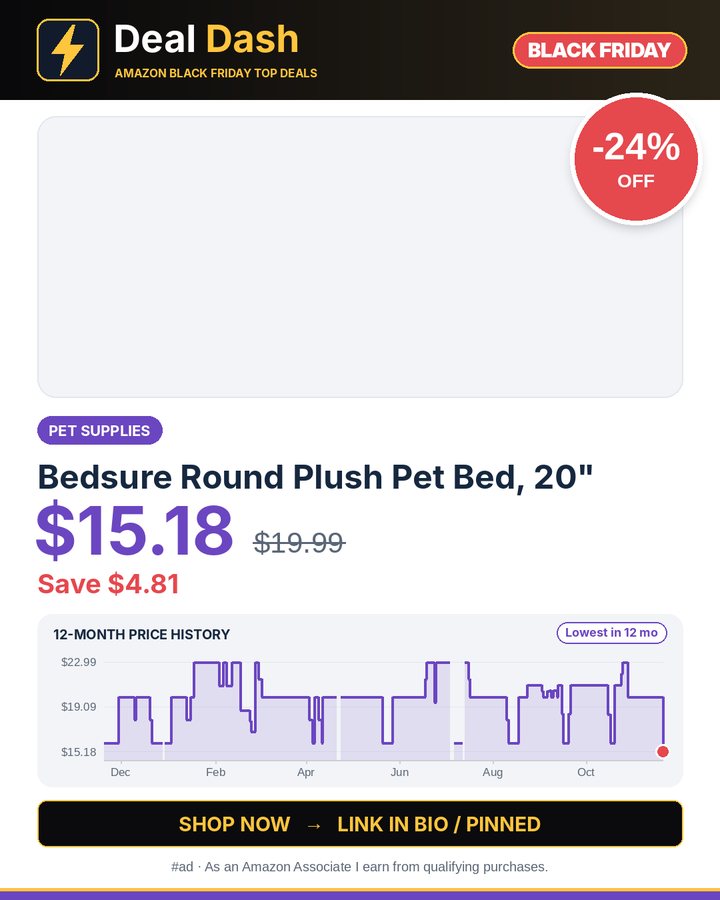 Deal Dash
AMAZON BLACK FRIDAY TOP DEALS
BLACK FRIDAY
-24%
OFF
PET SUPPLIES
Bedsure Round Plush Pet Bed, 20"
$15.18 $19.99
Save $4.81
12-MONTH PRICE HISTORY
Lowest in 12 mo
$22.99
$19.09
$15.18
Dec Feb Apr Jun Aug Oct
SHOP NOW → LINK IN BIO / PINNED
#ad · As an Amazon Associate I earn from qualifying purchases.